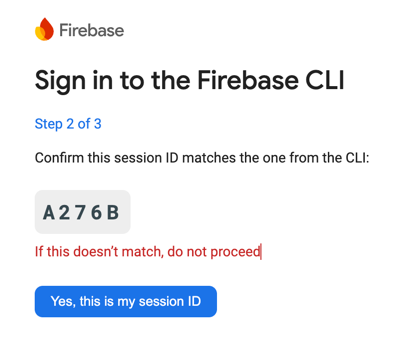 Firebase
Sign in to the Firebase CLI
Step 2 of 3
Confirm this session ID matches the one from the CLI:
A276B
If this doesn’t match, do not proceed
Yes, this is my session ID